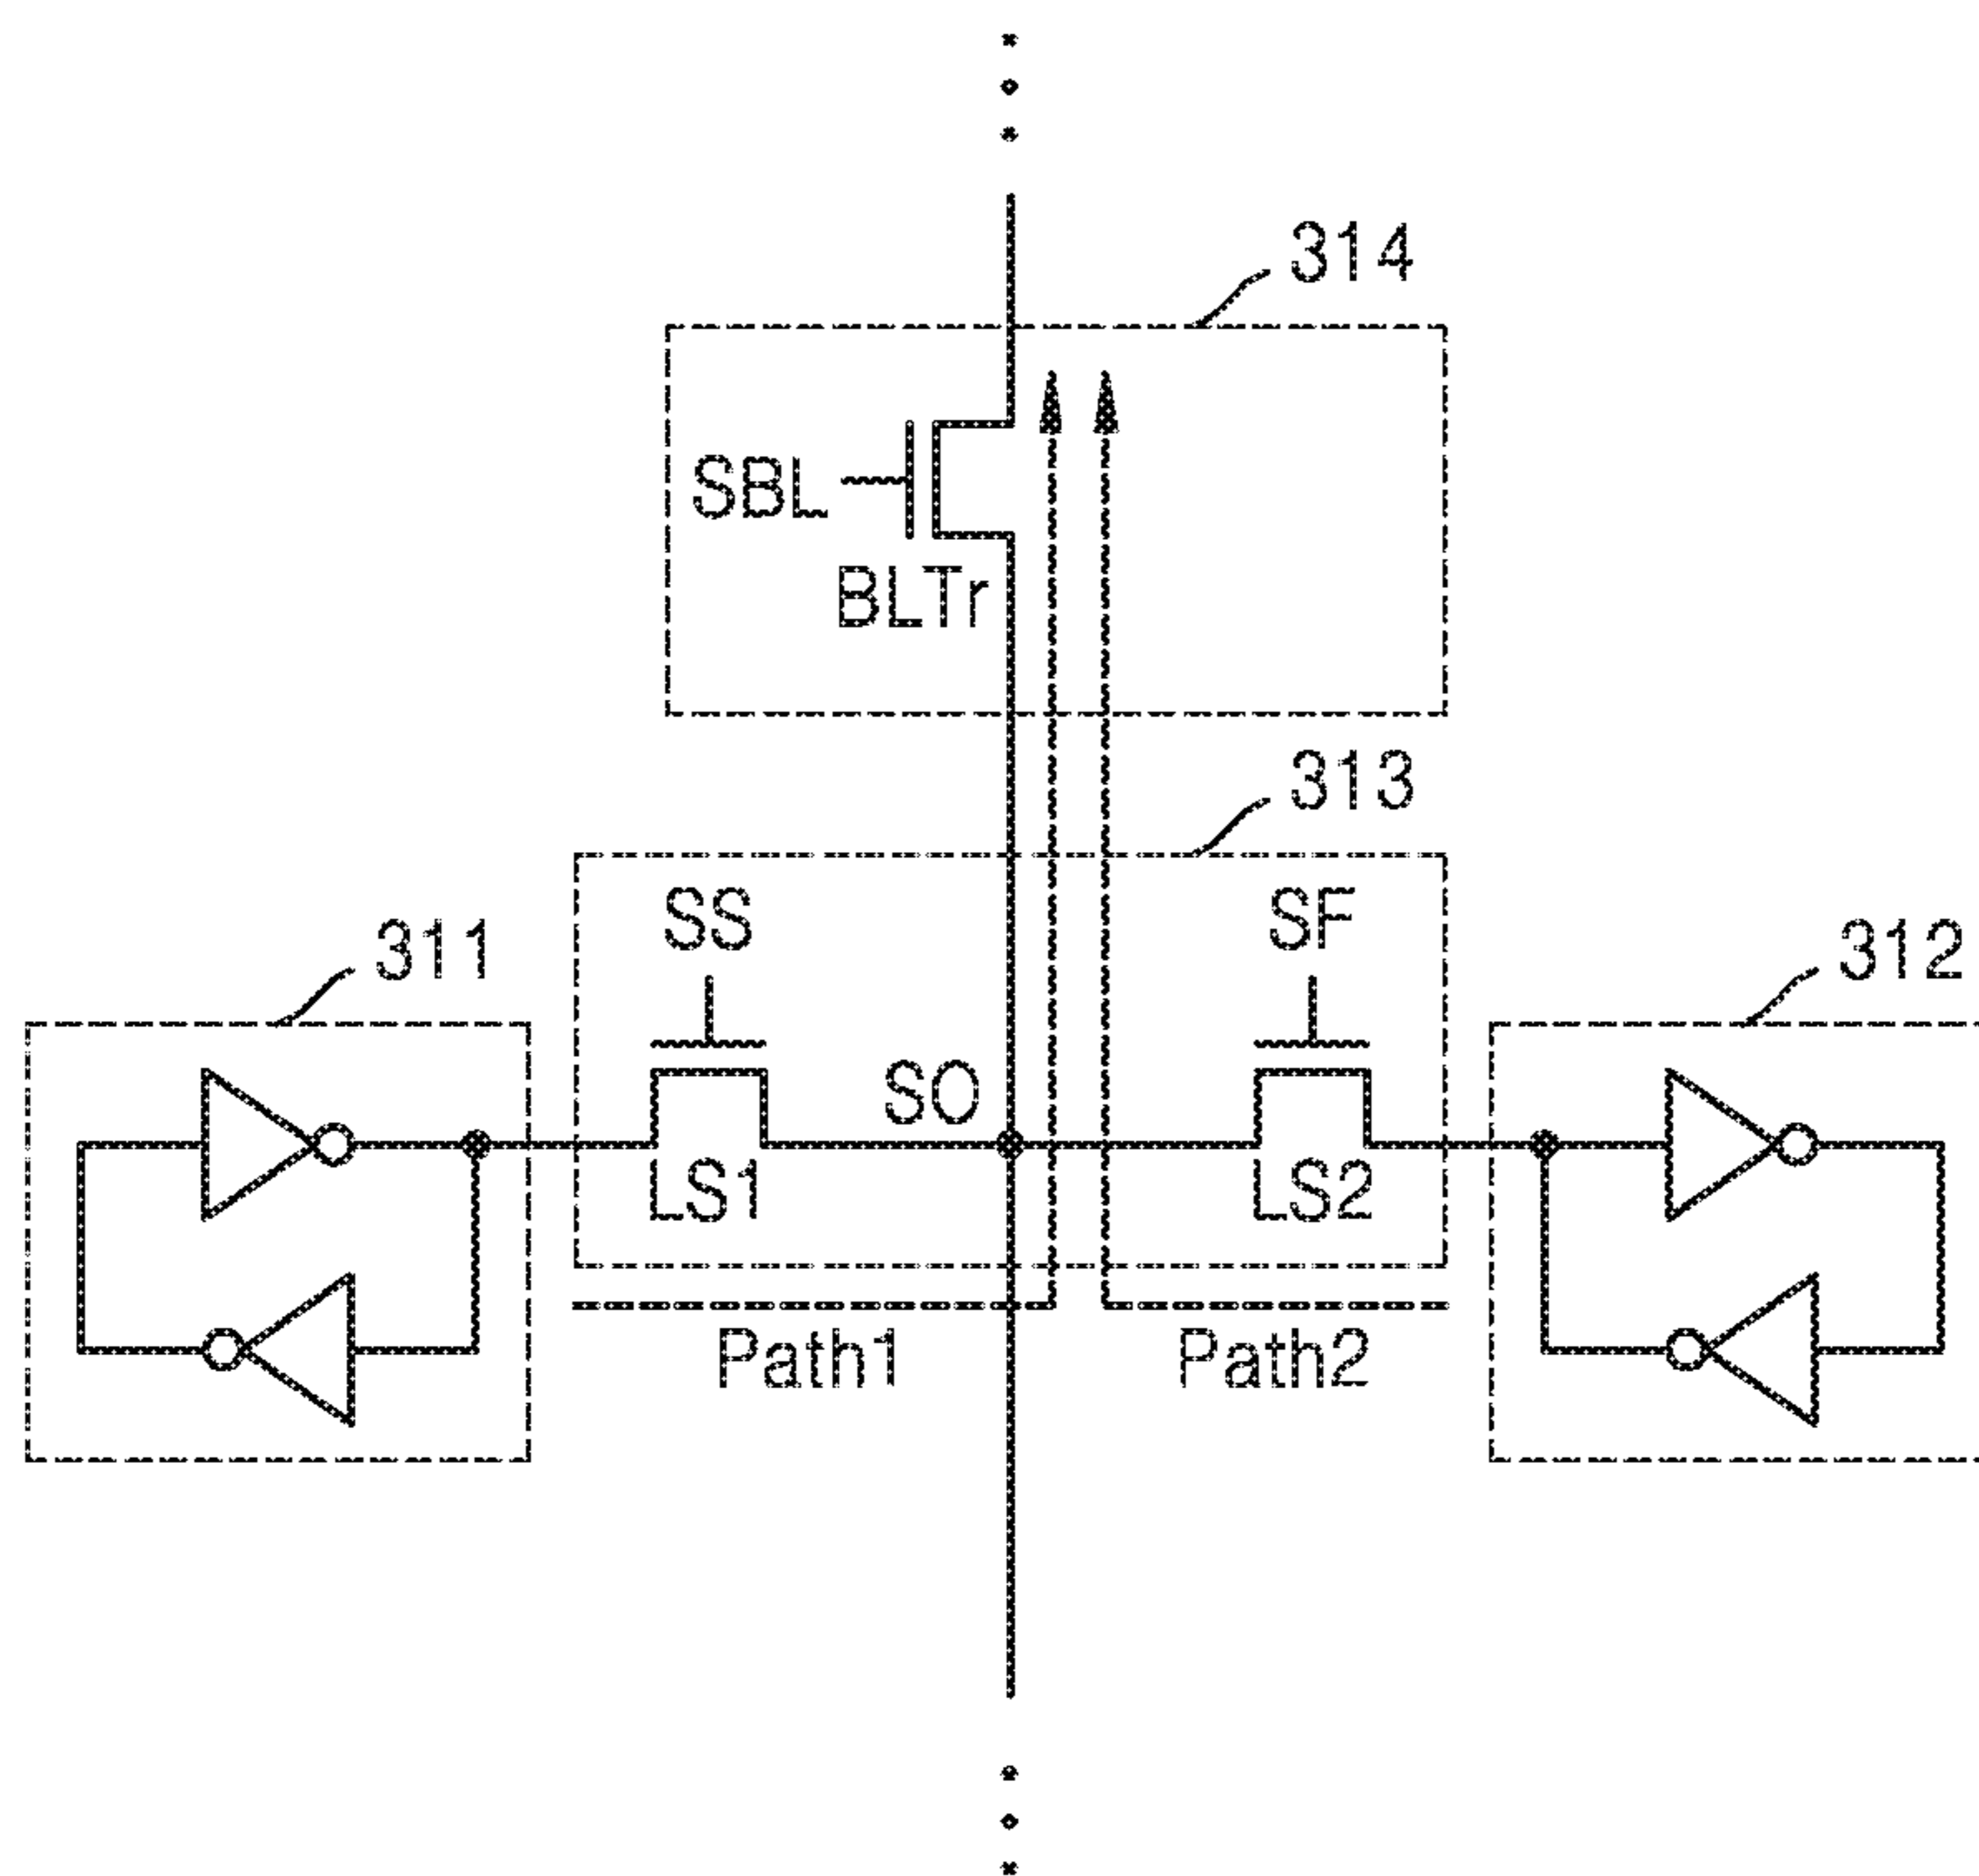 314
SBL
BLTr
313
SS
SF
311
312
SO
LS1
LS2
Path1
Path2